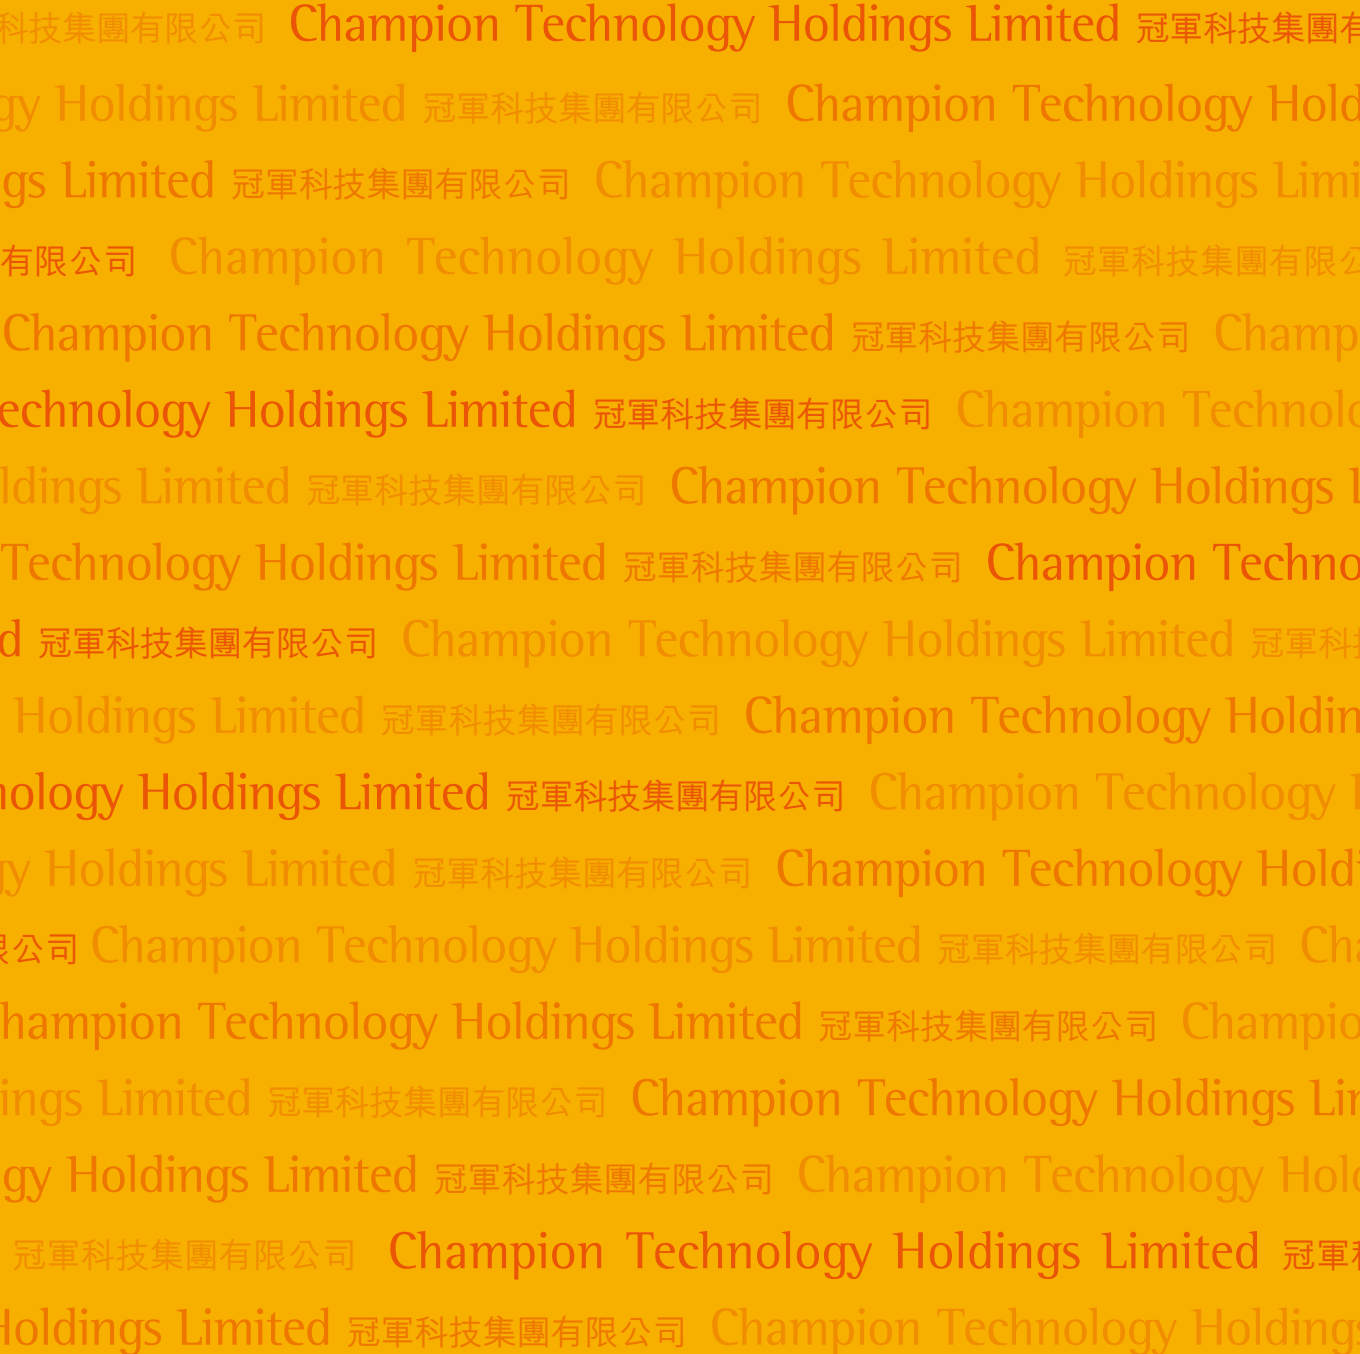 科技集團有限公司 Champion Technology Holdings Limited 冠軍科技集團有
gy Holdings Limited 冠軍科技集團有限公司 Champion Technology Hold
gs Limited 冠軍科技集團有限公司 Champion Technology Holdings Limi
有限公司 Champion Technology Holdings Limited 冠軍科技集團有限公
Champion Technology Holdings Limited 冠軍科技集團有限公司 Champ
echnology Holdings Limited 冠軍科技集團有限公司 Champion Technolo
ldings Limited 冠軍科技集團有限公司 Champion Technology Holdings L
Technology Holdings Limited 冠軍科技集團有限公司 Champion Techno
d 冠軍科技集團有限公司 Champion Technology Holdings Limited 冠軍科技
Holdings Limited 冠軍科技集團有限公司 Champion Technology Holdin
nology Holdings Limited 冠軍科技集團有限公司 Champion Technology H
gy Holdings Limited 冠軍科技集團有限公司 Champion Technology Holdi
限公司 Champion Technology Holdings Limited 冠軍科技集團有限公司 Cha
hampion Technology Holdings Limited 冠軍科技集團有限公司 Champio
ings Limited 冠軍科技集團有限公司 Champion Technology Holdings Lim
gy Holdings Limited 冠軍科技集團有限公司 Champion Technology Hold
冠軍科技集團有限公司 Champion Technology Holdings Limited 冠軍科
Holdings Limited 冠軍科技集團有限公司 Champion Technology Holdings